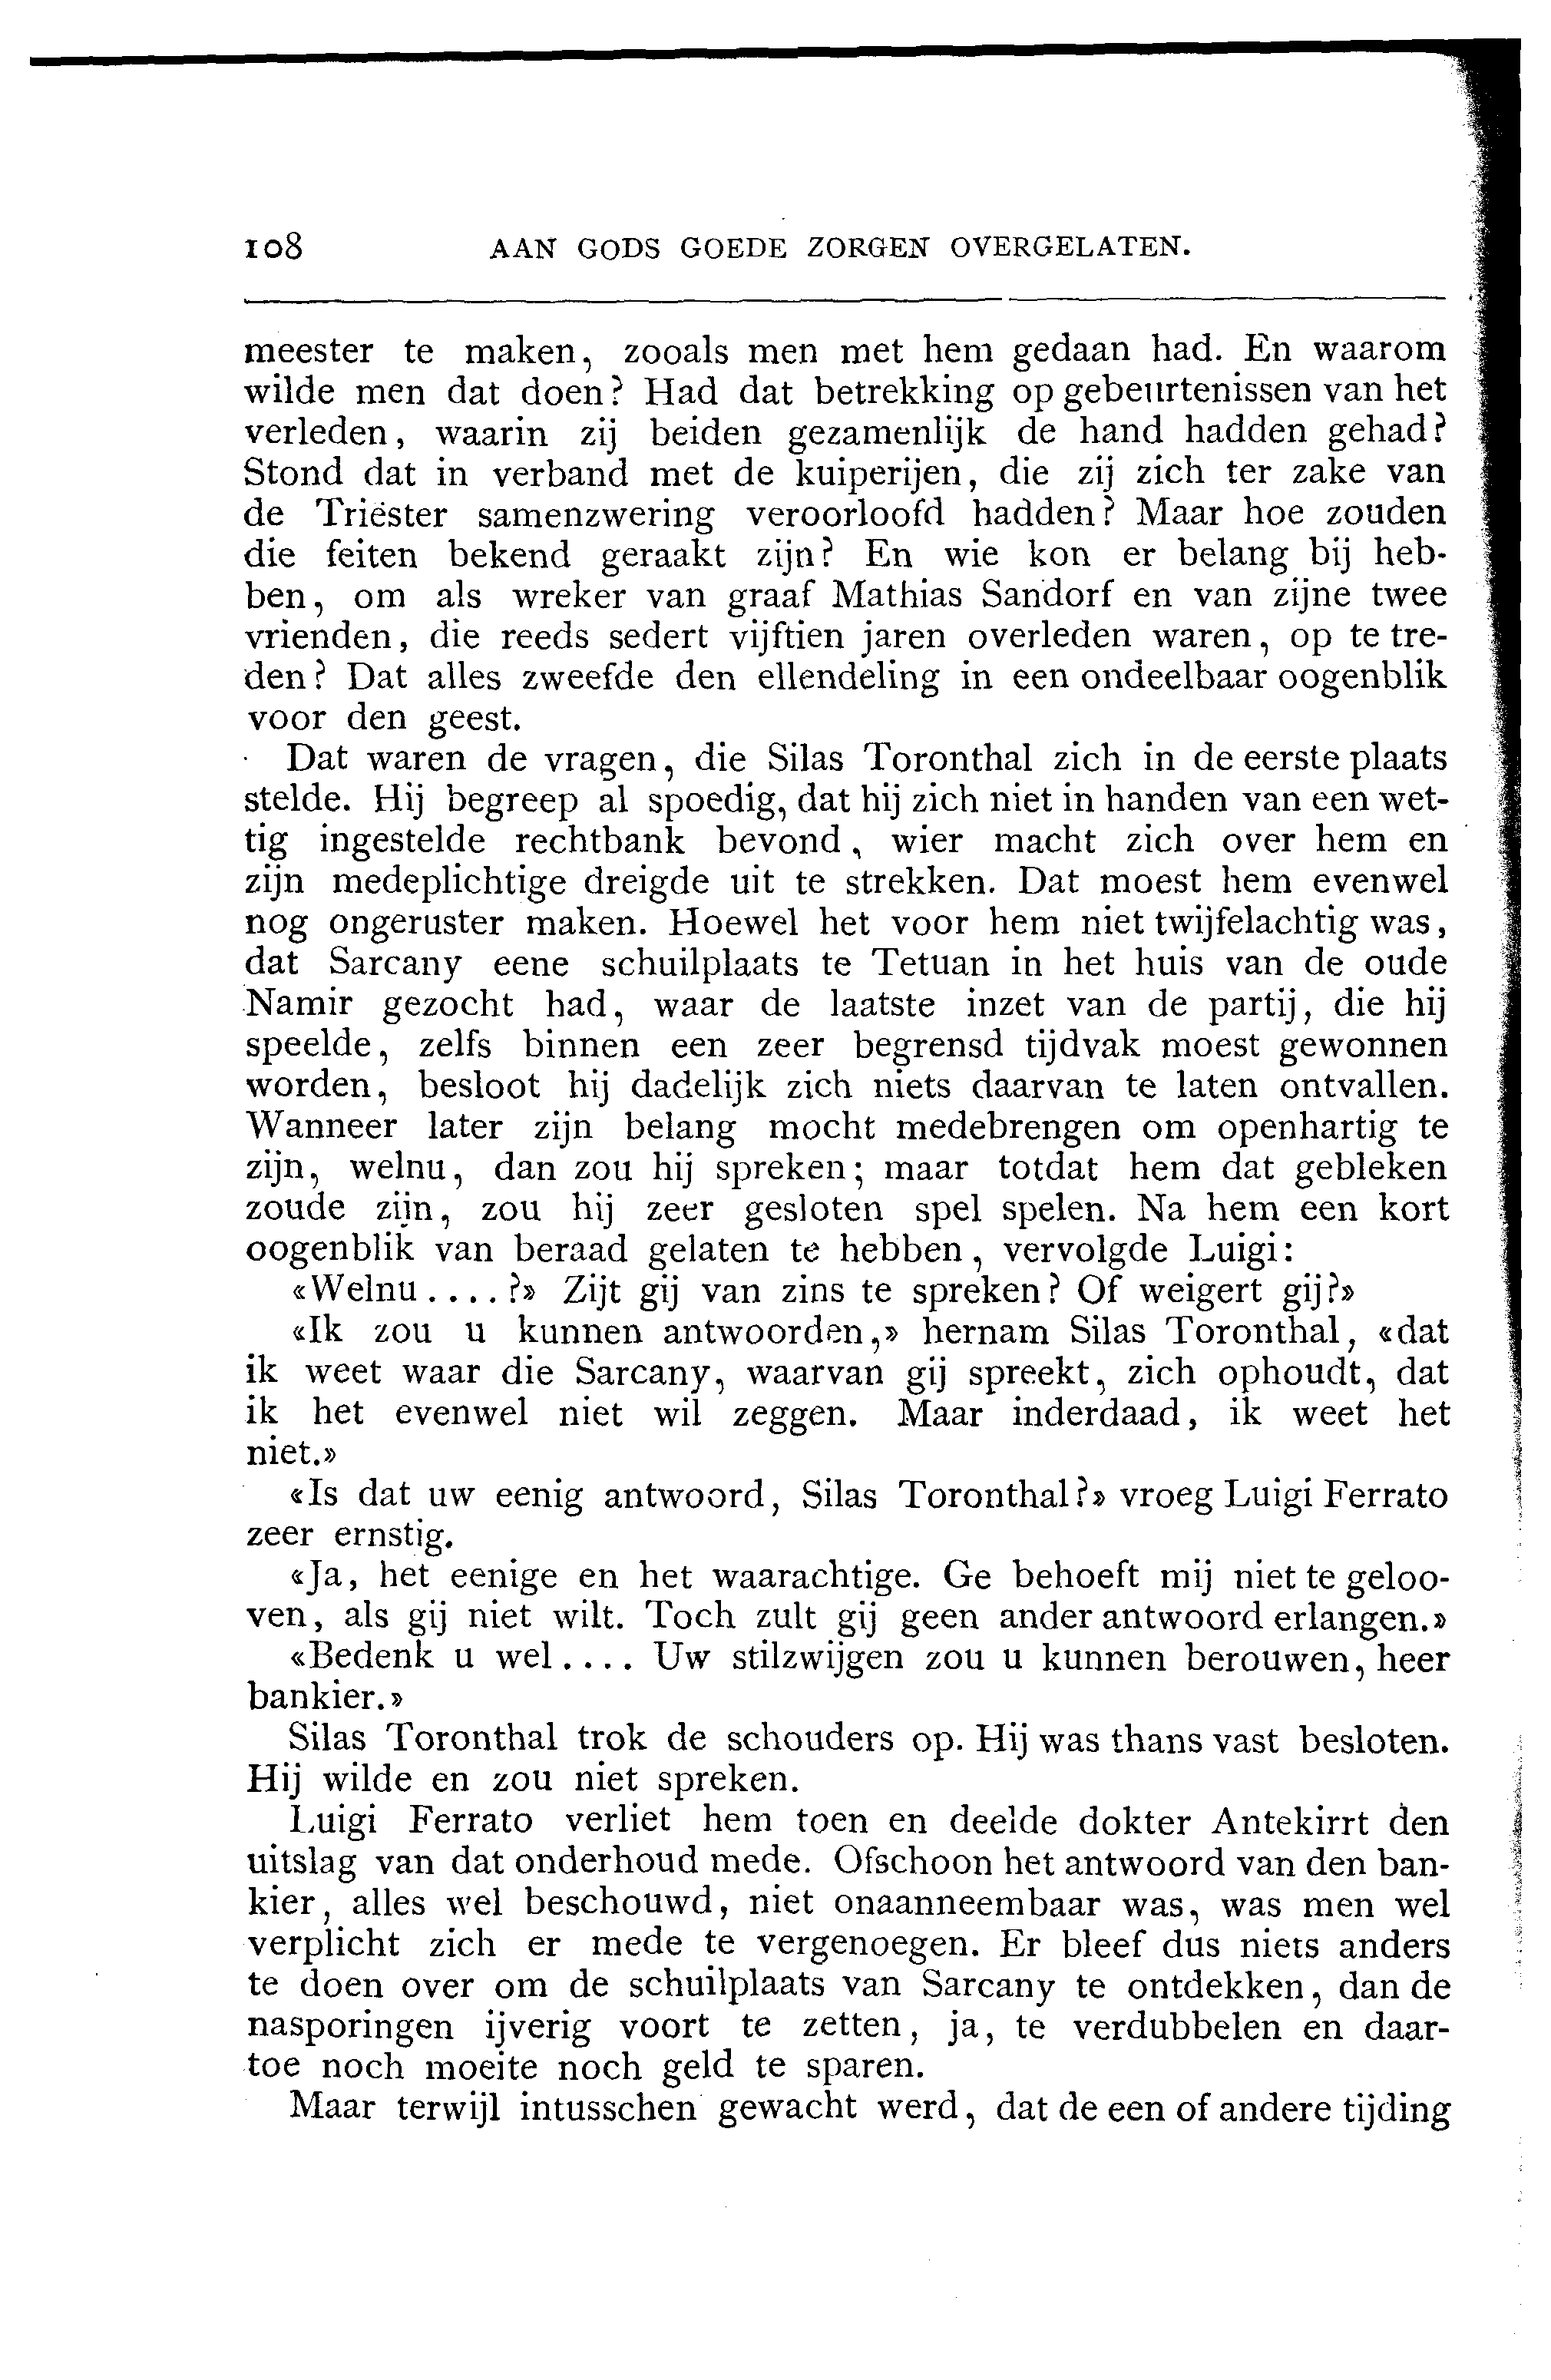 108 AAN GODS GOEDE ZORGEN OVERGELATEN.
meester te maken, zooals men met hem gedaan had. En waarom
wilde men dat doen? Had dat betrekking op gebeurtenissen van het
verleden, waarin zij beiden gezamenlijk de hand hadden gehad?
Stond dat in verband met de kuiperijen, die zij zich ter zake van
de Triëster samenzwering veroorloofd hadden? Maar hoe zouden
die feiten bekend geraakt zijn? En wie kon er belang bij heb-
ben, om als wreker van graaf Mathias Sandorf en van zijne twee
vrienden, die reeds sedert vijftien jaren overleden waren, op te tre-
den? Dat alles zweefde den ellendeling in een ondeelbaar oogenblik
voor den geest.
Dat waren de vragen, die Silas Toronthal zich in de eerste plaats
stelde. Hij begreep al spoedig, dat hij zich niet in handen van een wet-
tig ingestelde rechtbank bevond, wier macht zich over hem en
zijn medeplichtige dreigde uit te strekken. Dat moest hem evenwel
nog ongeruster maken. Hoewel het voor hem niet twijfelachtig was,
dat Sarcany eene schuilplaats te Tetuan in het huis van de oude
Namir gezocht had, waar de laatste inzet van de partij, die hij
speelde, zelfs binnen een zeer begrensd tijdvak moest gewonnen
worden, besloot hij dadelijk zich niets daarvan te laten ontvallen.
Wanneer later zijn belang mocht medebrengen om openhartig te
zijn, welnu, dan zou hij spreken; maar totdat hem dat gebleken
zoude zijn, zou hij zeer gesloten spel spelen. Na hem een kort
oogenblik van beraad gelaten te hebben, vervolgde Luigi:
«Welnu....?» Zijt gij van zins te spreken? Of weigert gij?»
«Ik zou u kunnen antwoorden,» hernam Silas Toronthal, «dat
ik weet waar die Sarcany, waarvan gij spreekt, zich ophoudt, dat
ik het evenwel niet wil zeggen. Maar inderdaad, ik weet het
niet.»
«Is dat uw eenig antwoord, Silas Toronthal?» vroeg Luigi Ferrato
zeer ernstig.
«Ja, het eenige en het waarachtige. Ge behoeft mij niet te geloo-
ven, als gij niet wilt. Toch zult gij geen ander antwoord erlangen.»
«Bedenk u wel.... Uw stilzwijgen zou u kunnen berouwen, heer
bankier.»
Silas Toronthal trok de schouders op. Hij was thans vast besloten.
Hij wilde en zou niet spreken.
Luigi Ferrato verliet hem toen en deelde dokter Antekirrt den
uitslag van dat onderhoud mede. Ofschoon het antwoord van den ban-
kier, alles wel beschouwd, niet onaanneembaar was, was men wel
verplicht zich er mede te vergenoegen. Er bleef dus niets anders
te doen over om de schuilplaats van Sarcany te ontdekken, dan de
nasporingen ijverig voort te zetten, ja, te verdubbelen en daar-
toe noch moeite noch geld te sparen.
Maar terwijl intusschen gewacht werd, dat de een of andere tijding